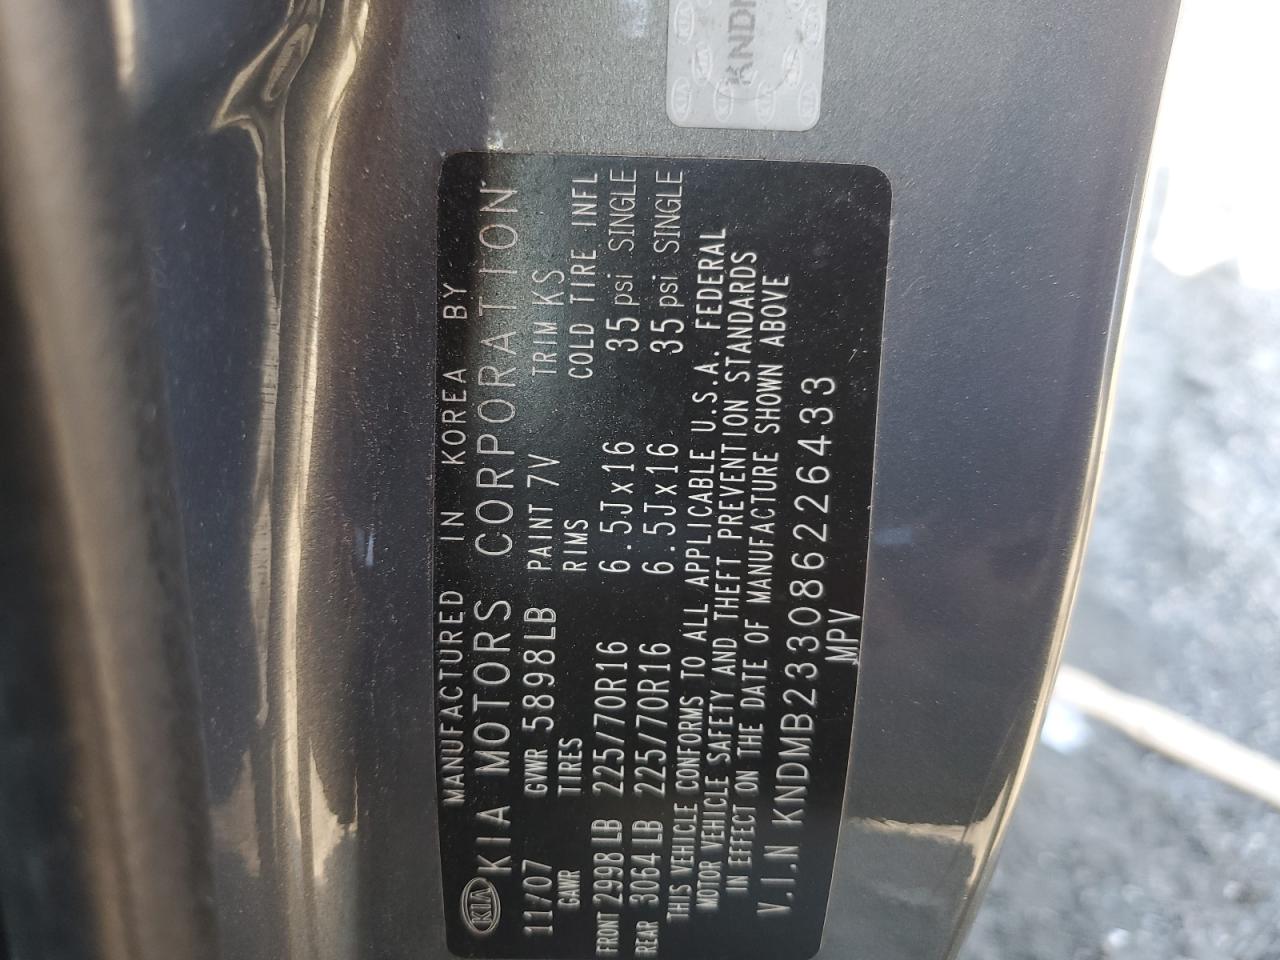 KNDM
MANUFACTURED IN KOREA BY
KIA KIA MOTORS CORPORATION
11/07 GVWR 5898LB PAINT 7V TRIM KS
GAWR TIRES RIMS COLD TIRE INFL
FRONT 2998LB 225/70R16 6.5Jx16 35psi SINGLE
REAR 3064LB 225/70R16 6.5Jx16 35psi SINGLE
THIS VEHICLE CONFORMS TO ALL APPLICABLE U.S.A. FEDERAL
MOTOR VEHICLE SAFETY AND THEFT PREVENTION STANDARDS
IN EFFECT ON THE DATE OF MANUFACTURE SHOWN ABOVE
V.I.N KNDMB233086226433
MPV